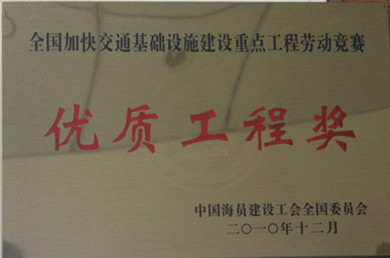 全国加快交通基础设施建设重点工程劳动竞赛
优质工程奖
中国海员建设工会全国委员会
二〇一〇年十二月